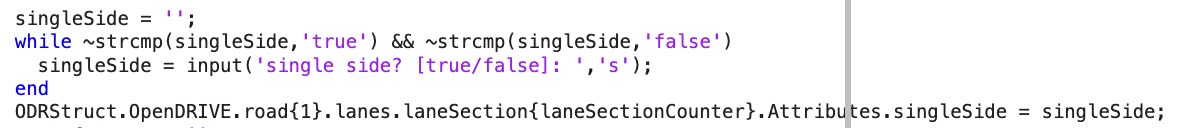 singleSide = '';
while ~strcmp(singleSide,'true') && ~strcmp(singleSide,'false')
singleSide = input('single side? [true/false]: ','s');
end
ODRStruct.OpenDRIVE.road{1}.lanes.laneSection{laneSectionCounter}.Attributes.singleSide = singleSide;